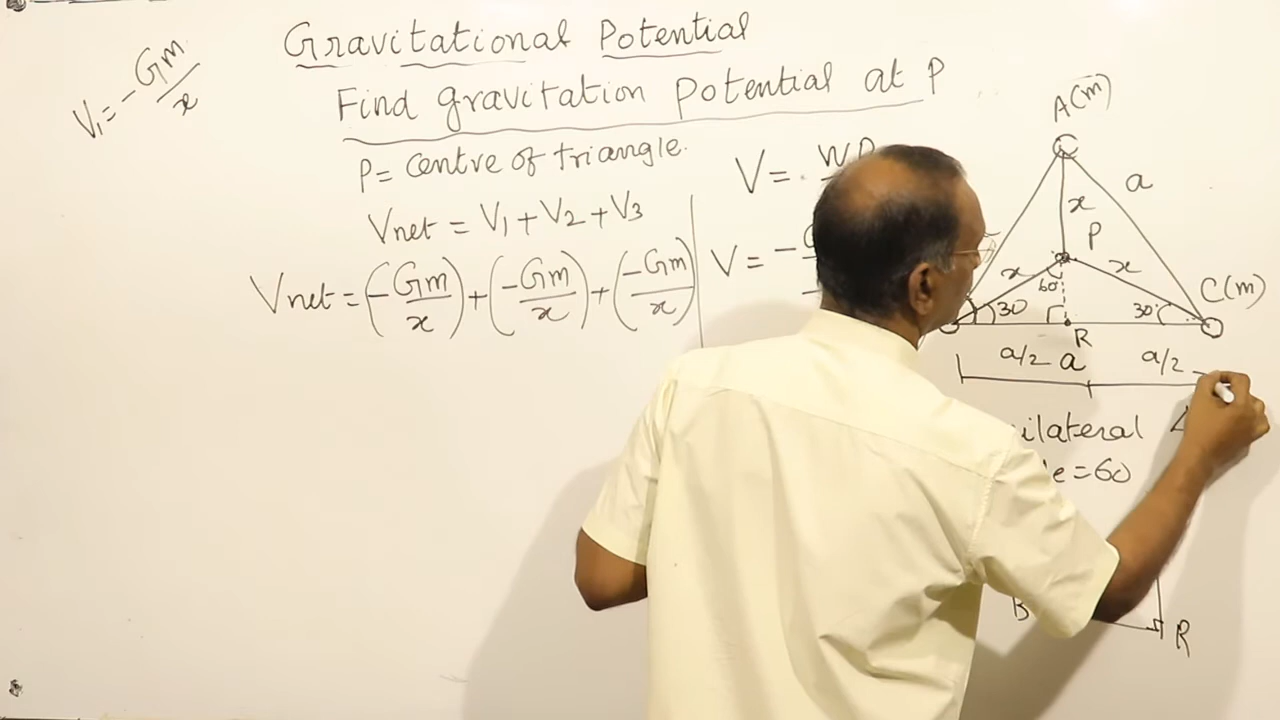 Gravitational Potential
V₁ = -Gm/x
Find gravitation Potential at P
P = Centre of triangle.
Vnet = V₁ + V₂ + V₃
Vnet = (-Gm/x) + (-Gm/x) + (-Gm/x)
V =
V = -
A(m)
a
x
P
x
x
60
C(m)
30
30
R
a/2
a
a/2
ilateral
= 60
B
R